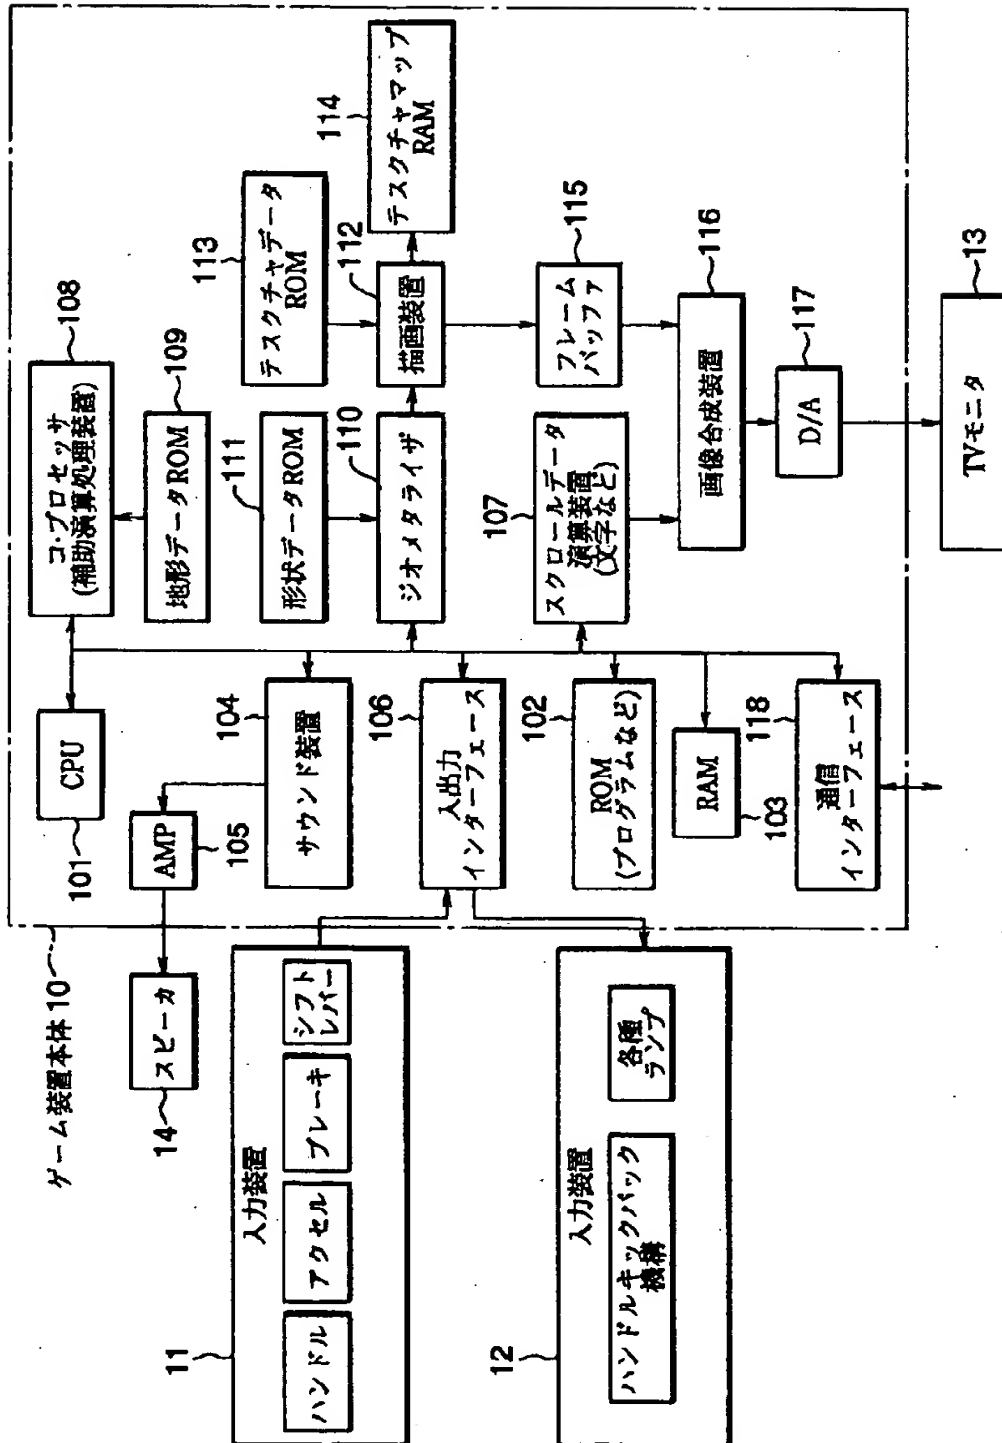 ゲーム装置本体 10
14
スピーカ
101
CPU
AMP
105
108
コ・プロセッサ
(補助演算処理装置)
地形データROM
109
113
テスクチャデータ
ROM
114
テスクチャマップ
RAM
11
入力装置
ハンドル
アクセル
ブレーキ
シフト
レバー
104
サウンド装置
111
形状データROM
110
ジオメタライザ
112
描画装置
106
入出力
インターフェース
107
スクロールデータ
演算装置
(文字など)
フレーム
バッファ
115
12
入力装置
ハンドルキックバック
機構
各種
ランプ
102
ROM
(プログラムなど)
RAM
103
画像合成装置
116
D/A
117
118
通信
インターフェース
TVモニタ
13